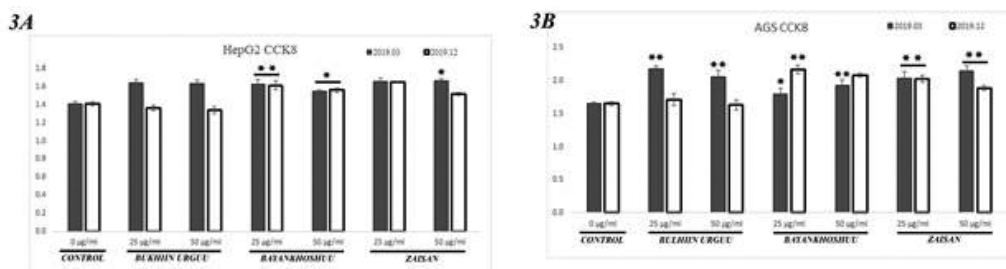 3A
HepG2 CCK8
2019.03 2019.12
1.8
1.6
1.4
1.2
1.0
0.8
0.6
0.4
0.2
0.0
0 µg/ml 25 µg/ml 50 µg/ml 25 µg/ml 50 µg/ml 25 µg/ml 50 µg/ml
CONTROL BUKHIIN URGUU BAYANKHOSHUU ZAISAN
** * *
3B
AGS CCK8
2019.03 2019.12
2.5
2.0
1.5
1.0
0.5
0.0
** ** * ** ** ** **
0 µg/ml 25 µg/ml 50 µg/ml 25 µg/ml 50 µg/ml 25 µg/ml 50 µg/ml
CONTROL BULHIIN URGUU BAYANKHOSHUU ZAISAN